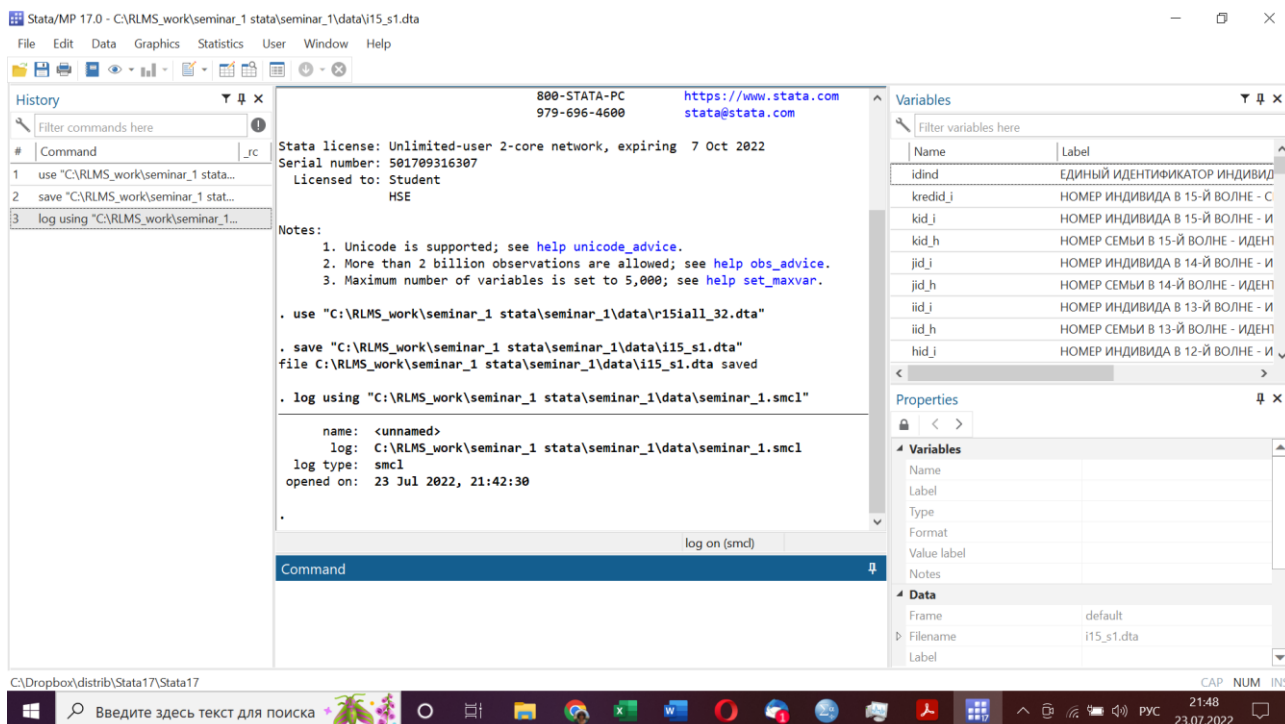 Stata/MP 17.0 - C:\RLMS_work\seminar_1 stata\seminar_1\data\i15_s1.dta
File Edit Data Graphics Statistics User Window Help
History
Filter commands here
# Command _rc
1 use "C:\RLMS_work\seminar_1 stata...
2 save "C:\RLMS_work\seminar_1 stat...
3 log using "C:\RLMS_work\seminar_1...
800-STATA-PC https://www.stata.com
979-696-4600 stata@stata.com
Stata license: Unlimited-user 2-core network, expiring 7 Oct 2022
Serial number: 501709316307
Licensed to: Student
HSE
Notes:
1. Unicode is supported; see help unicode_advice.
2. More than 2 billion observations are allowed; see help obs_advice.
3. Maximum number of variables is set to 5,000; see help set_maxvar.
. use "C:\RLMS_work\seminar_1 stata\seminar_1\data\r15iall_32.dta"
. save "C:\RLMS_work\seminar_1 stata\seminar_1\data\i15_s1.dta"
file C:\RLMS_work\seminar_1 stata\seminar_1\data\i15_s1.dta saved
. log using "C:\RLMS_work\seminar_1 stata\seminar_1\data\seminar_1.smcl"
name: <unnamed>
log: C:\RLMS_work\seminar_1 stata\seminar_1\data\seminar_1.smcl
log type: smcl
opened on: 23 Jul 2022, 21:42:30
.
log on (smcl)
Command
Variables
Filter variables here
Name Label
idind ЕДИНЫЙ ИДЕНТИФИКАТОР ИНДИВИД
kredid_i НОМЕР ИНДИВИДА В 15-Й ВОЛНЕ - С
kid_i НОМЕР ИНДИВИДА В 15-Й ВОЛНЕ - И
kid_h НОМЕР СЕМЬИ В 15-Й ВОЛНЕ - ИДЕНТ
jid_i НОМЕР ИНДИВИДА В 14-Й ВОЛНЕ - И
jid_h НОМЕР СЕМЬИ В 14-Й ВОЛНЕ - ИДЕНТ
iid_i НОМЕР ИНДИВИДА В 13-Й ВОЛНЕ - И
iid_h НОМЕР СЕМЬИ В 13-Й ВОЛНЕ - ИДЕНТ
hid_i НОМЕР ИНДИВИДА В 12-Й ВОЛНЕ - И
Properties
Variables
Name
Label
Type
Format
Value label
Notes
Data
Frame default
Filename i15_s1.dta
Label
C:\Dropbox\distrib\Stata17\Stata17
CAP NUM INS
Введите здесь текст для поиска
РУС
21:48
23.07.2022